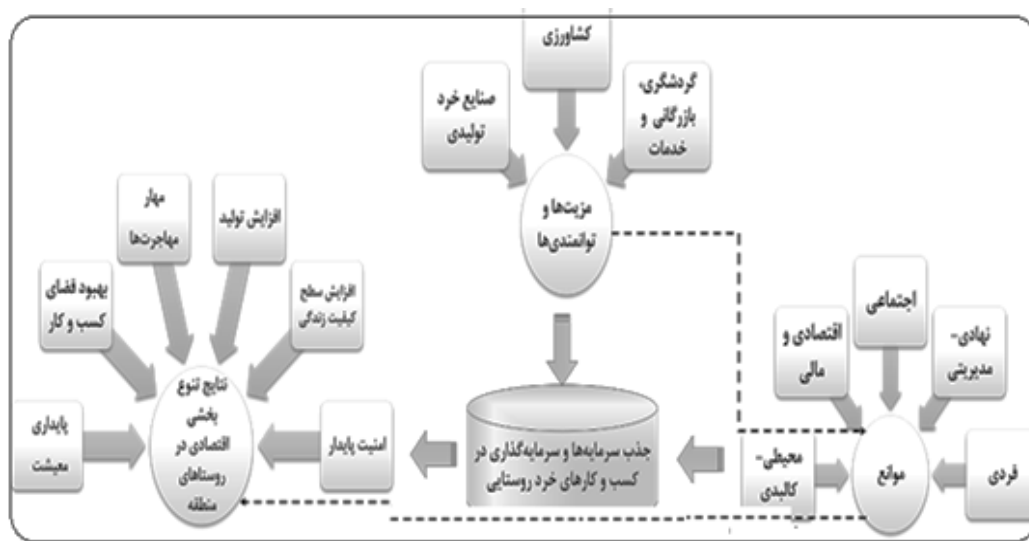 کشاورزی
گردشگری،
بازرگانی و
خدمات
صنایع خرد
تولیدی
مزیت‌ها و
توانمندی‌ها
مهار
مهاجرت‌ها
افزایش تولید
بهبود قضای
کسب و کار
افزایش سطح
کیفیت زندگی
پایداری
معیشت
امنیت پایدار
نتایج تنوع
بخشی
اقتصادی در
روستاهای
منطقه
جذب سرمایه‌ها و سرمایه‌گذاری در
کسب و کارهای خرد روستایی
اجتماعی
نهادی-
مدیریتی
اقتصادی و
مالی
محیطی-
کالبدی
موانع
فردی